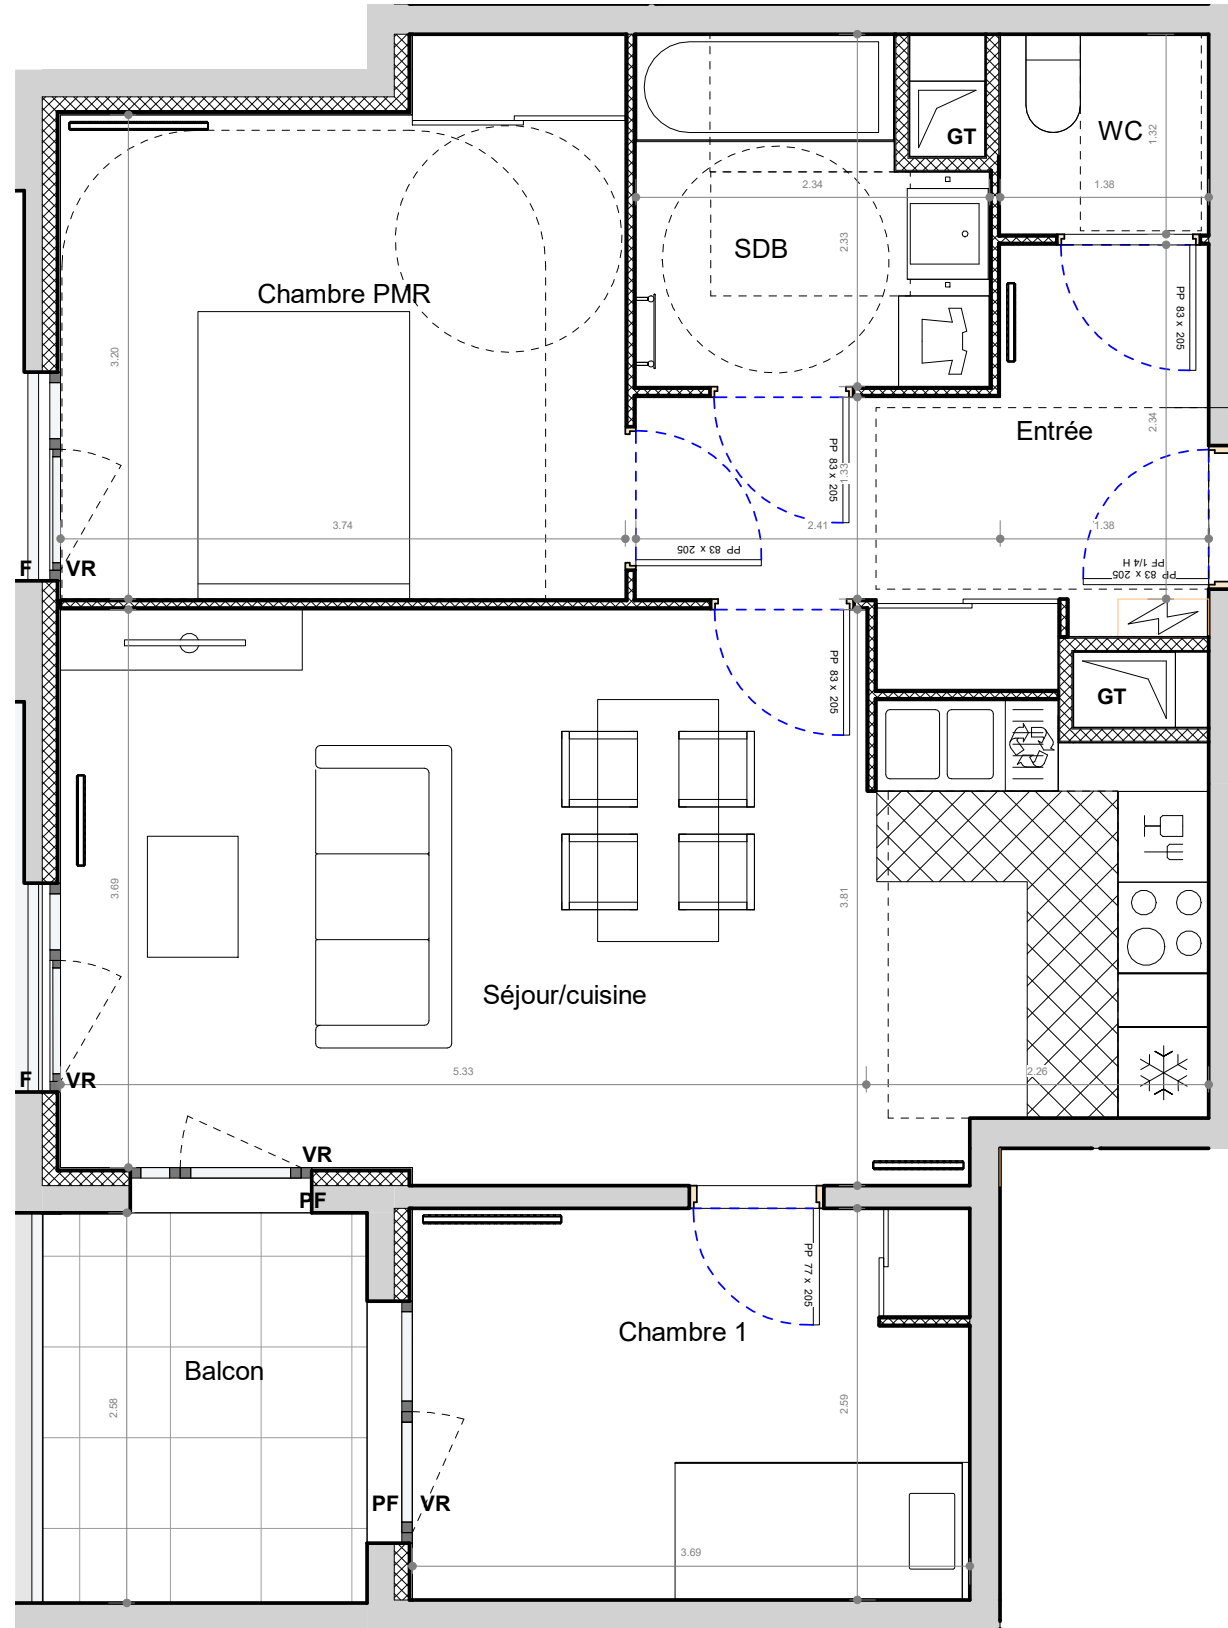 GT
WC
1.32
2.34
1.38
SDB
2.33
Chambre PMR
PP 83 x 205
3.20
Entrée
2.34
PP 83 x 205
1.33
3.74
2.41
1.38
PP 83 x 205
PF 1/4 H
PP 83 x 205
F
VR
PP 83 x 205
GT
3.69
3.81
Séjour/cuisine
5.33
2.26
F
VR
VR
PF
PP 77 x 205
Chambre 1
Balcon
2.58
2.59
PF
VR
3.69